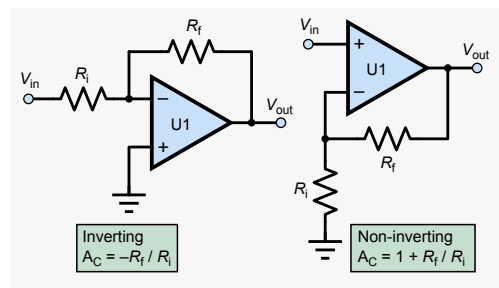 Rf
Vin
Ri
−
U1
+
Vout
Inverting
AC = –Rf / Ri
Vin
+
U1
−
Vout
Rf
Ri
Non-inverting
AC = 1 + Rf / Ri